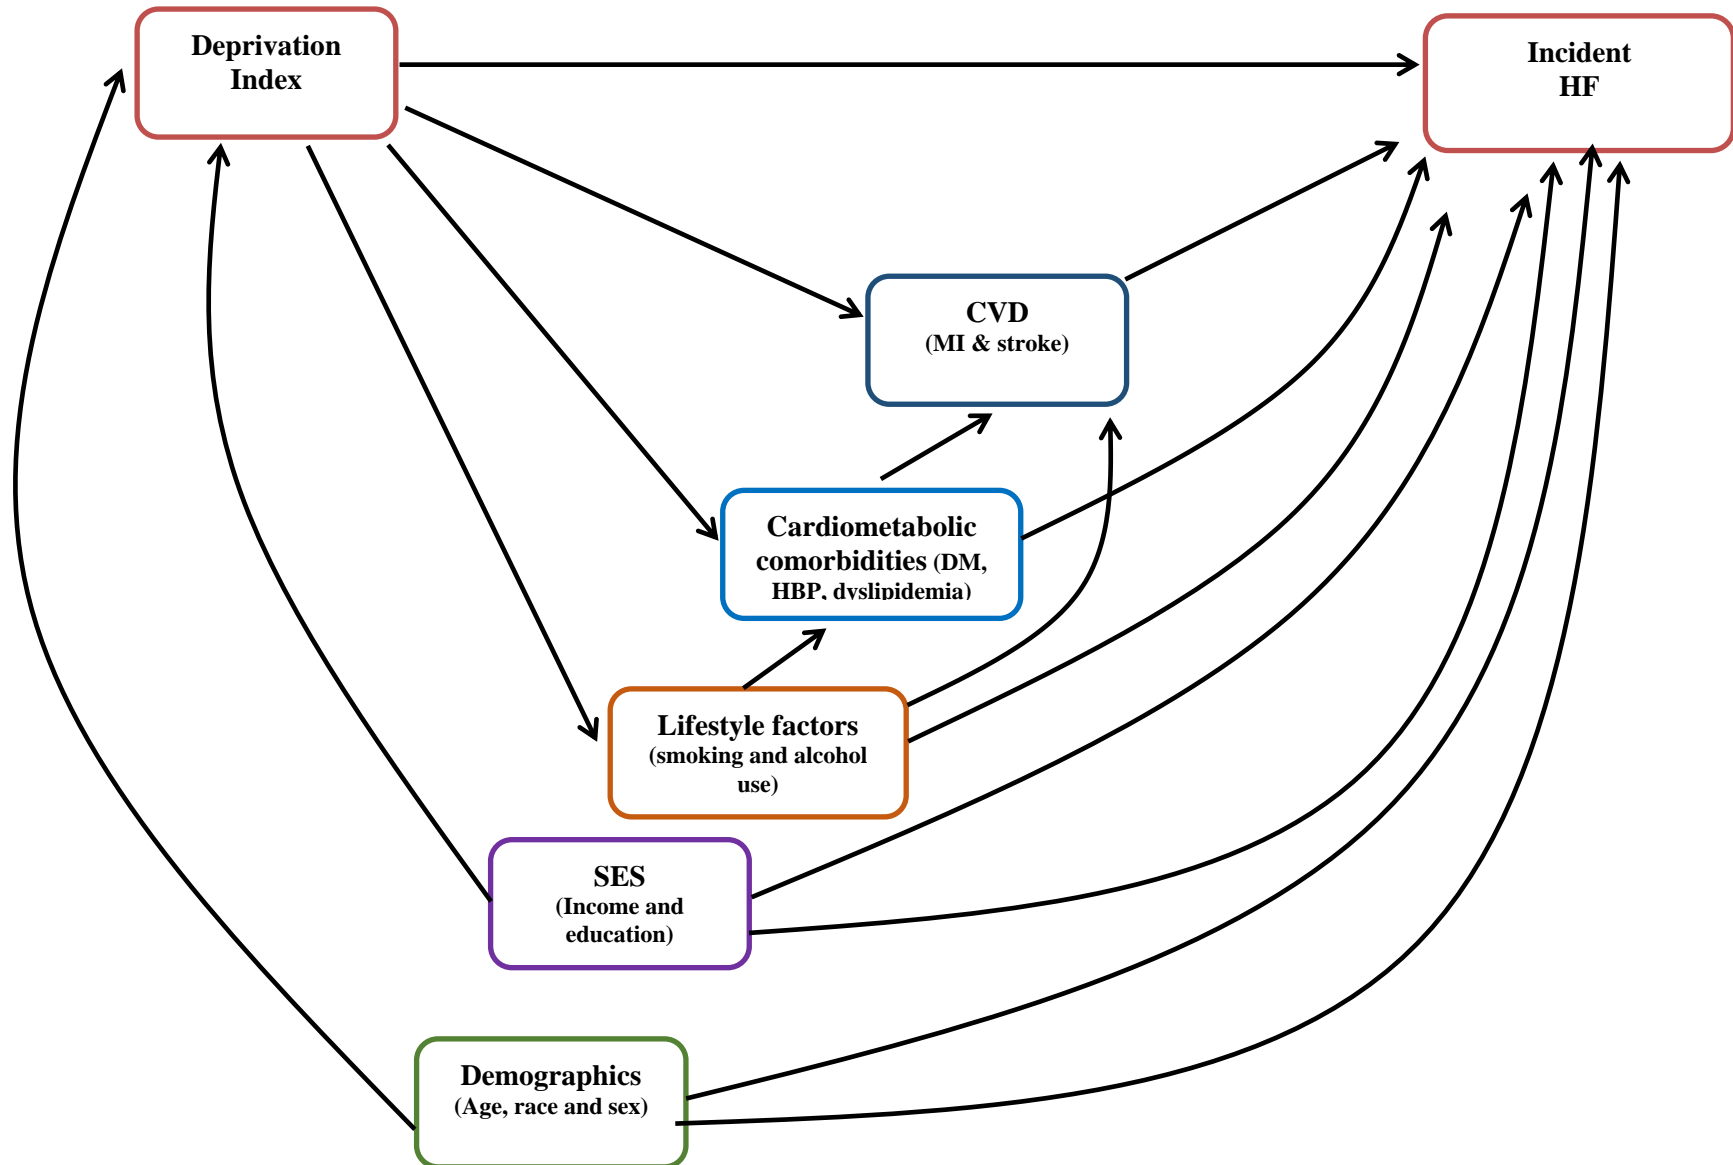 Deprivation
Index
Incident
HF
CVD
(MI & stroke)
Cardiometabolic
comorbidities (DM,
HBP, dyslipidemia)
Lifestyle factors
(smoking and alcohol
use)
SES
(Income and
education)
Demographics
(Age, race and sex)